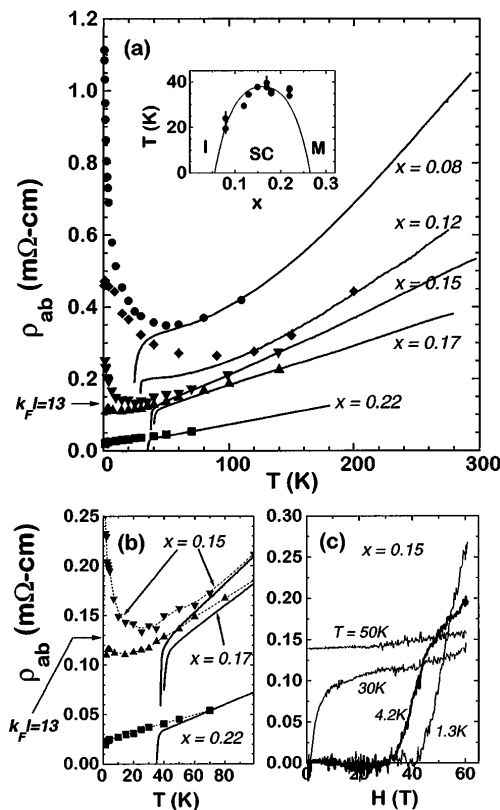 (a)
1.2
1.0
0.8
0.6
0.4
0.2
0.0
ρab (mΩ-cm)
kFl=13
40
20
0
T (K)
I
SC
M
0.1
0.2
0.3
x
x = 0.08
x = 0.12
x = 0.15
x = 0.17
x = 0.22
0
100
200
300
T (K)
(b)
0.25
0.20
0.15
0.10
0.05
0.00
ρab (mΩ-cm)
kFl=13
x = 0.15
x = 0.17
x = 0.22
0
20
40
60
80
T (K)
(c)
0.30
0.25
0.20
0.15
0.10
0.05
0.00
x = 0.15
T = 50K
30K
4.2K
1.3K
0
20
40
60
H (T)